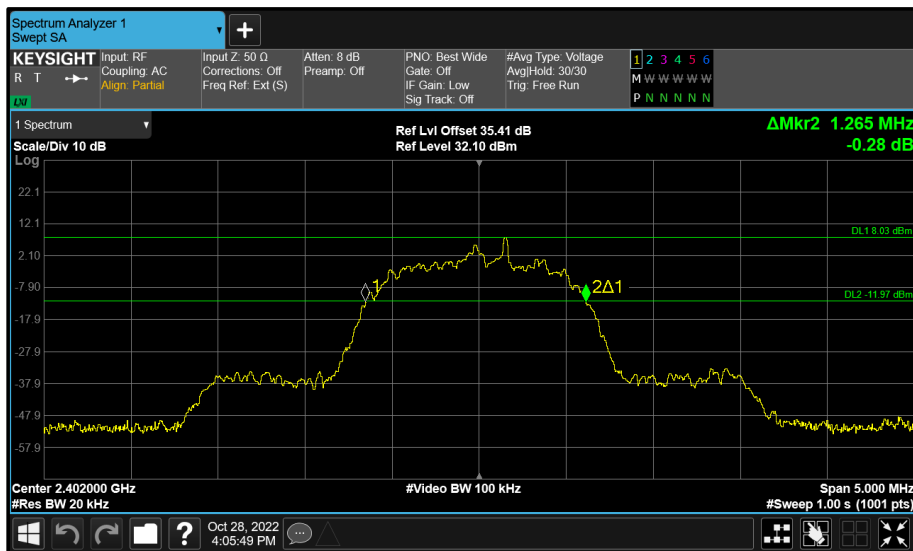 Spectrum Analyzer 1
Swept SA
+
KEYSIGHT
R T
LXI
Input: RF
Coupling: AC
Align: Partial
Input Z: 50 Ω
Corrections: Off
Freq Ref: Ext (S)
Atten: 8 dB
Preamp: Off
PNO: Best Wide
Gate: Off
IF Gain: Low
Sig Track: Off
#Avg Type: Voltage
Avg|Hold: 30/30
Trig: Free Run
1 2 3 4 5 6
M W W W W W
P N N N N N
1 Spectrum
Scale/Div 10 dB
Log
Ref Lvl Offset 35.41 dB
Ref Level 32.10 dBm
ΔMkr2 1.265 MHz
-0.28 dB
22.1
12.1
DL1 8.03 dBm
2.10
-7.90
1
2Δ1
DL2 -11.97 dBm
-17.9
-27.9
-37.9
-47.9
-57.9
Center 2.402000 GHz
#Video BW 100 kHz
Span 5.000 MHz
#Res BW 20 kHz
#Sweep 1.00 s (1001 pts)
?
Oct 28, 2022
4:05:49 PM